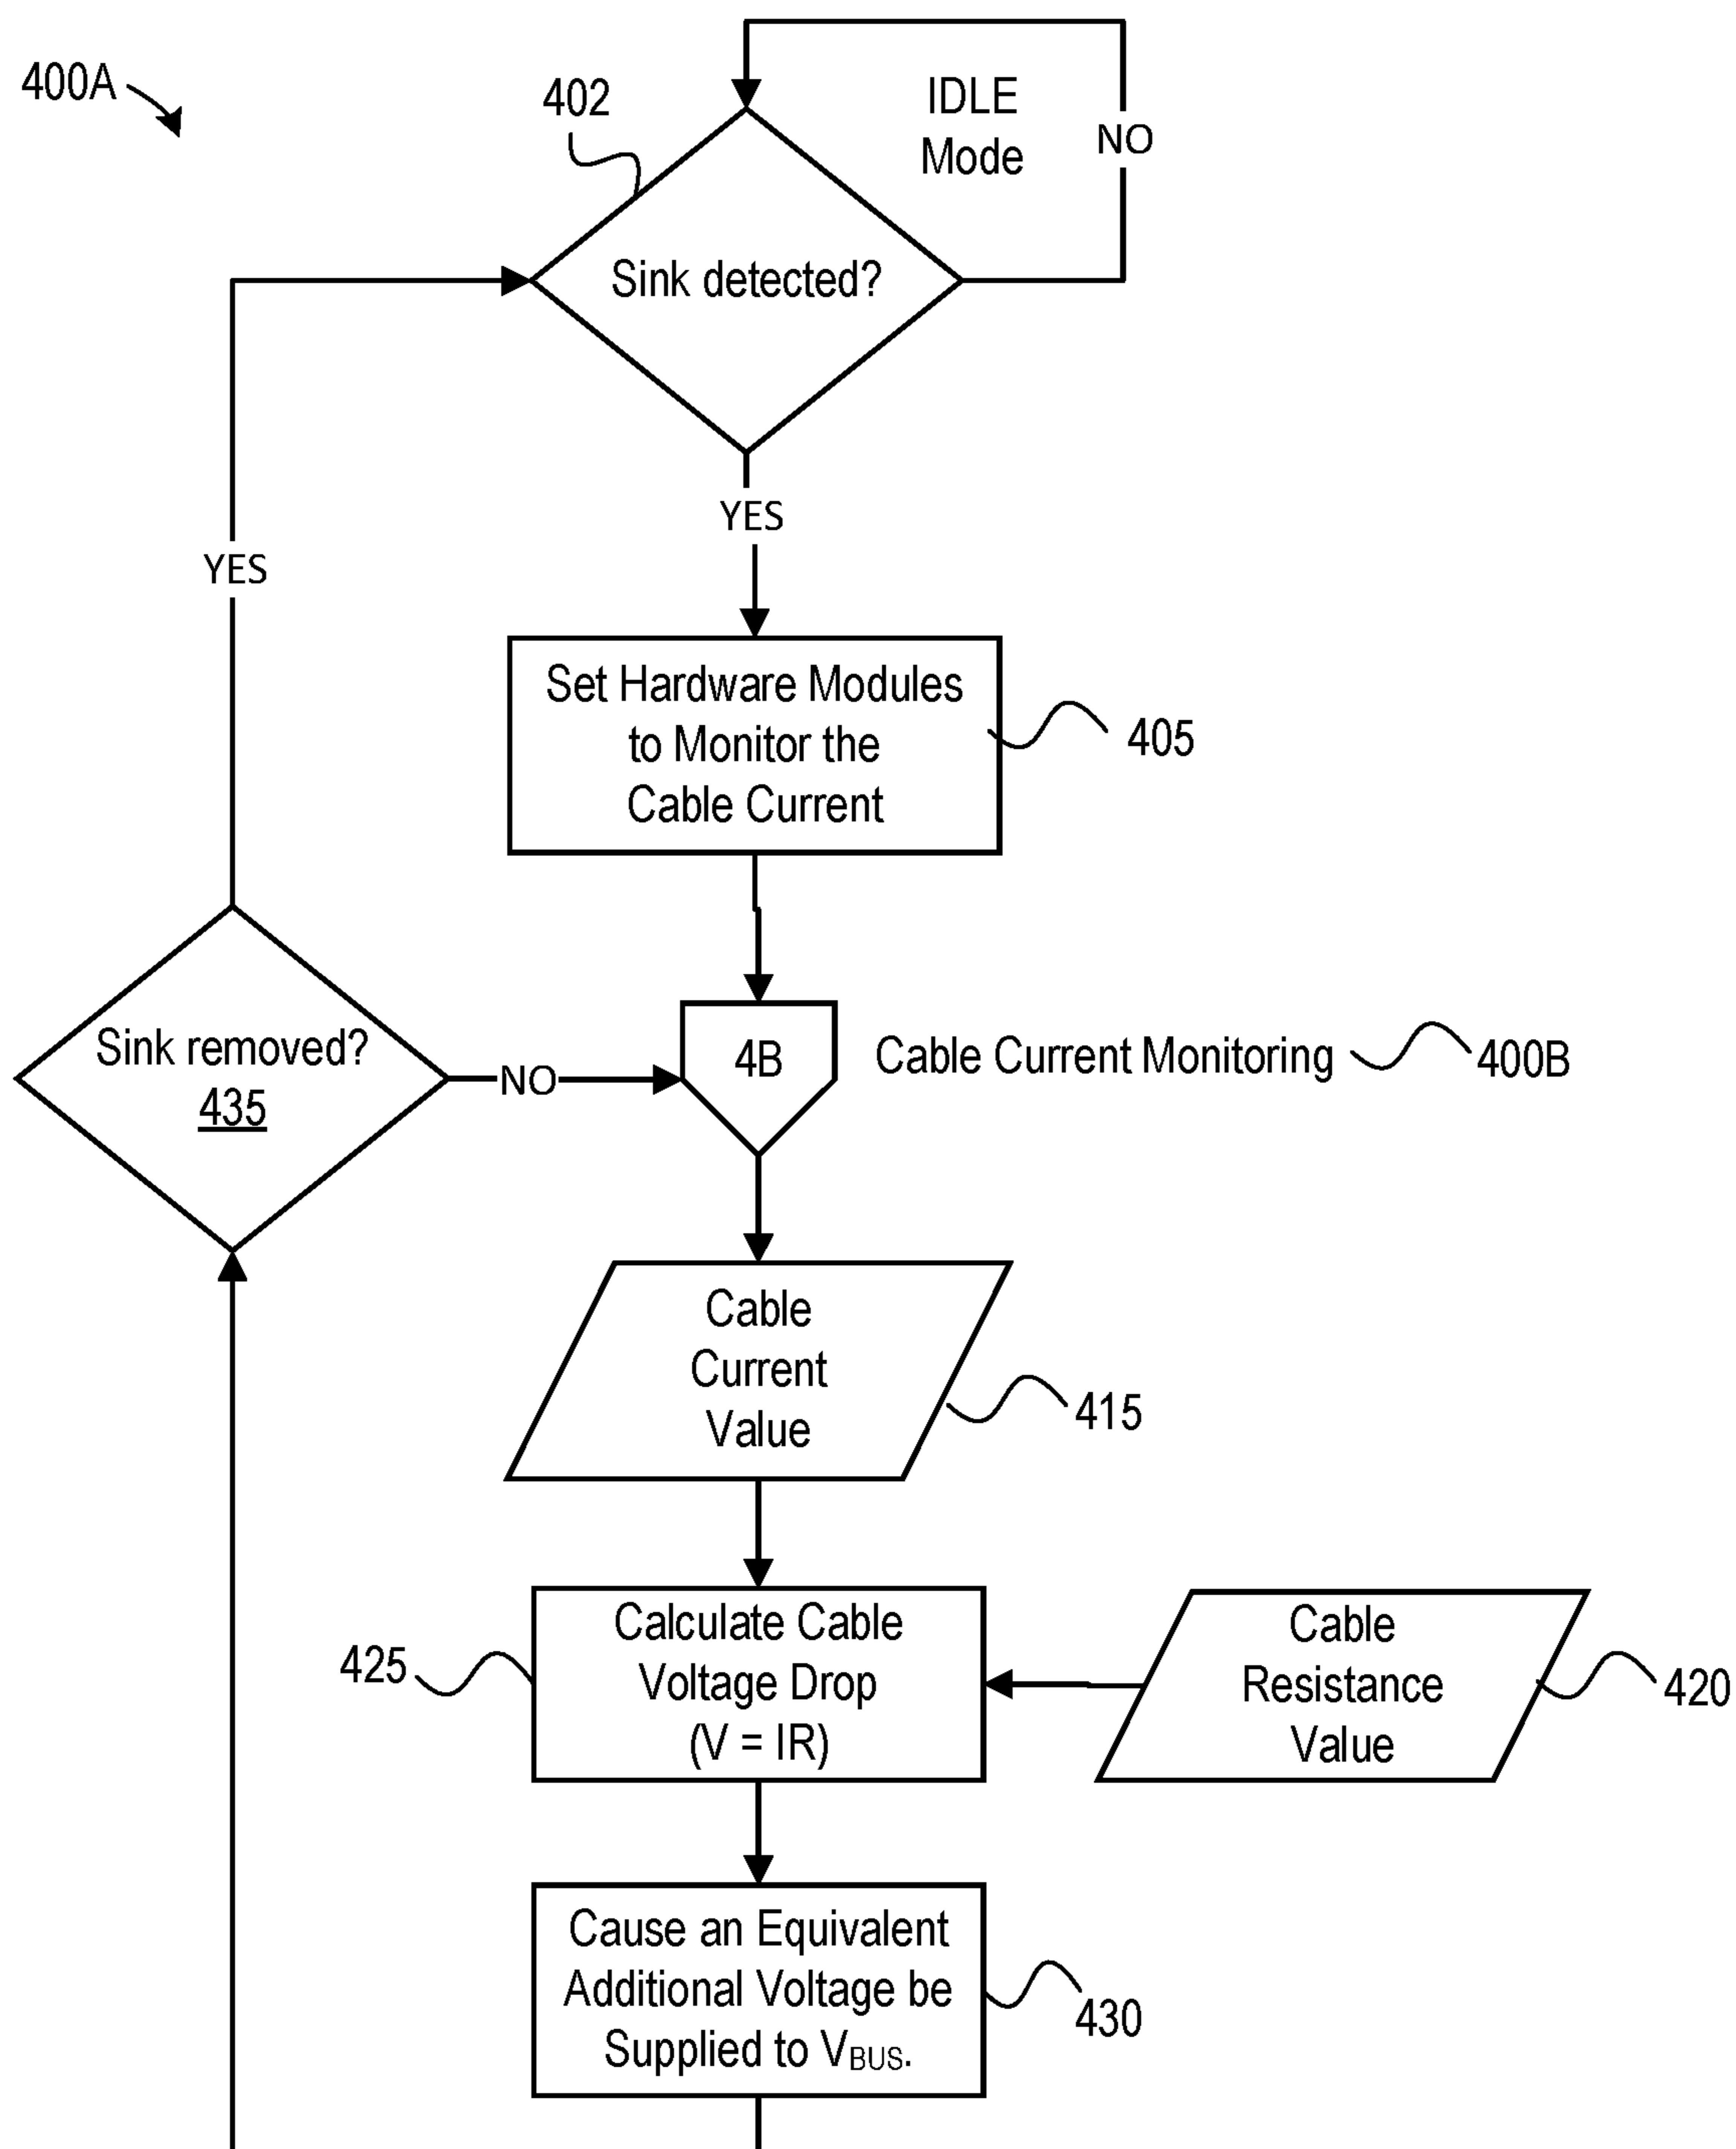 400A
402
IDLE
Mode
NO
Sink detected?
YES
YES
Set Hardware Modules
to Monitor the
Cable Current
405
Sink removed?
435
NO
4B
Cable Current Monitoring
400B
Cable
Current
Value
415
425
Calculate Cable
Voltage Drop
(V = IR)
Cable
Resistance
Value
420
Cause an Equivalent
Additional Voltage be
Supplied to VBUS.
430